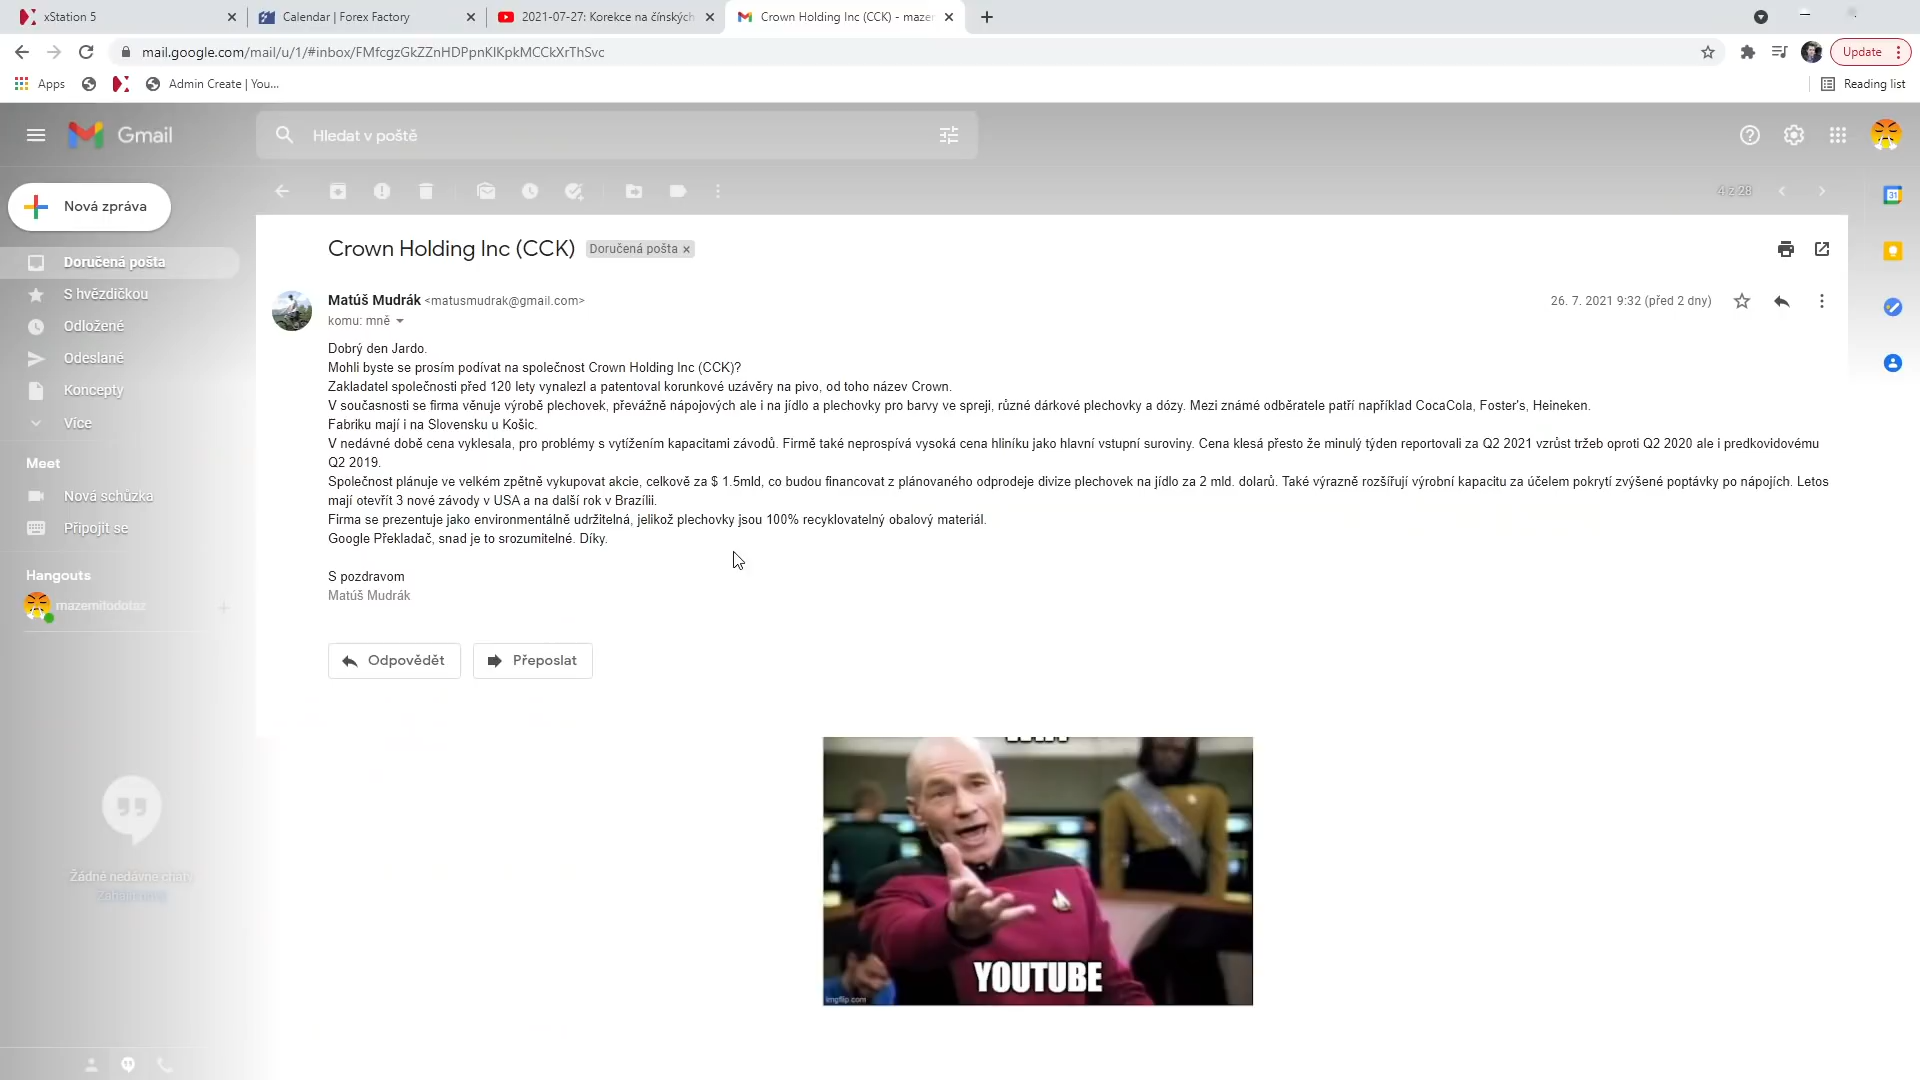 xStation 5
Calendar | Forex Factory
2021-07-27: Korekce na čínských
Crown Holding Inc (CCK) - mazem
mail.google.com/mail/u/1/#inbox/FMfcgzGkZZnHDPpnKlKpkMCCkXrThSvc
Update
Apps
Admin Create | You...
Reading list
Gmail
Hledat v poště
Nová zpráva
4 z 28
Doručená pošta
S hvězdičkou
Odložené
Odeslané
Koncepty
Více
Meet
Nová schůzka
Připojit se
Hangouts
mazemitodotaz
Žádné nedávné chaty
Crown Holding Inc (CCK)
Doručená pošta ×
Matúš Mudrák <matusmudrak@gmail.com>
26. 7. 2021 9:32 (před 2 dny)
komu: mně
Dobrý den Jardo.
Mohli byste se prosím podívat na společnost Crown Holding Inc (CCK)?
Zakladatel společnosti před 120 lety vynalezl a patentoval korunkové uzávěry na pivo, od toho název Crown.
V současnosti se firma věnuje výrobě plechovek, převážně nápojových ale i na jídlo a plechovky pro barvy ve spreji, různé dárkové plechovky a dózy. Mezi známé odběratele patří například CocaCola, Foster's, Heineken.
Fabriku mají i na Slovensku u Košic.
V nedávné době cena vyklesala, pro problémy s vytížením kapacitami závodů. Firmě také neprospívá vysoká cena hliníku jako hlavní vstupní suroviny. Cena klesá přesto že minulý týden reportovali za Q2 2021 vzrůst tržeb oproti Q2 2020 ale i predkovidovému
Q2 2019.
Společnost plánuje ve velkém zpětně vykupovat akcie, celkově za $ 1.5mld, co budou financovat z plánovaného odprodeje divize plechovek na jídlo za 2 mld. dolarů. Také výrazně rozšiřují výrobní kapacitu za účelem pokrytí zvýšené poptávky po nápojích. Letos
mají otevřít 3 nové závody v USA a na další rok v Brazílii.
Firma se prezentuje jako environmentálně udržitelná, jelikož plechovky jsou 100% recyklovatelný obalový materiál.
Google Překladač, snad je to srozumitelné. Díky.
S pozdravom
Matúš Mudrák
Odpovědět
Přeposlat
YOUTUBE
imgflip.com